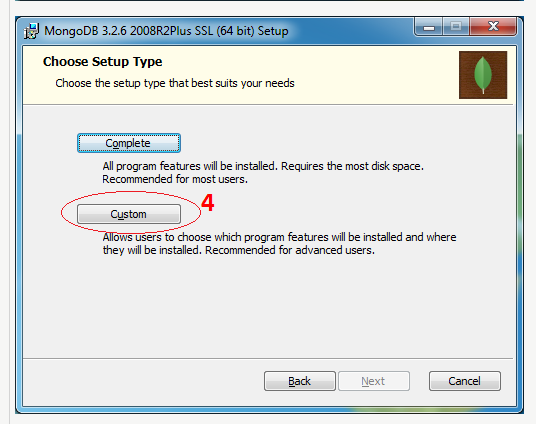 MongoDB 3.2.6 2008R2Plus SSL (64 bit) Setup
Choose Setup Type
Choose the setup type that best suits your needs
Complete
All program features will be installed. Requires the most disk space.
Recommended for most users.
4
Custom
Allows users to choose which program features will be installed and where
they will be installed. Recommended for advanced users.
Back Next Cancel